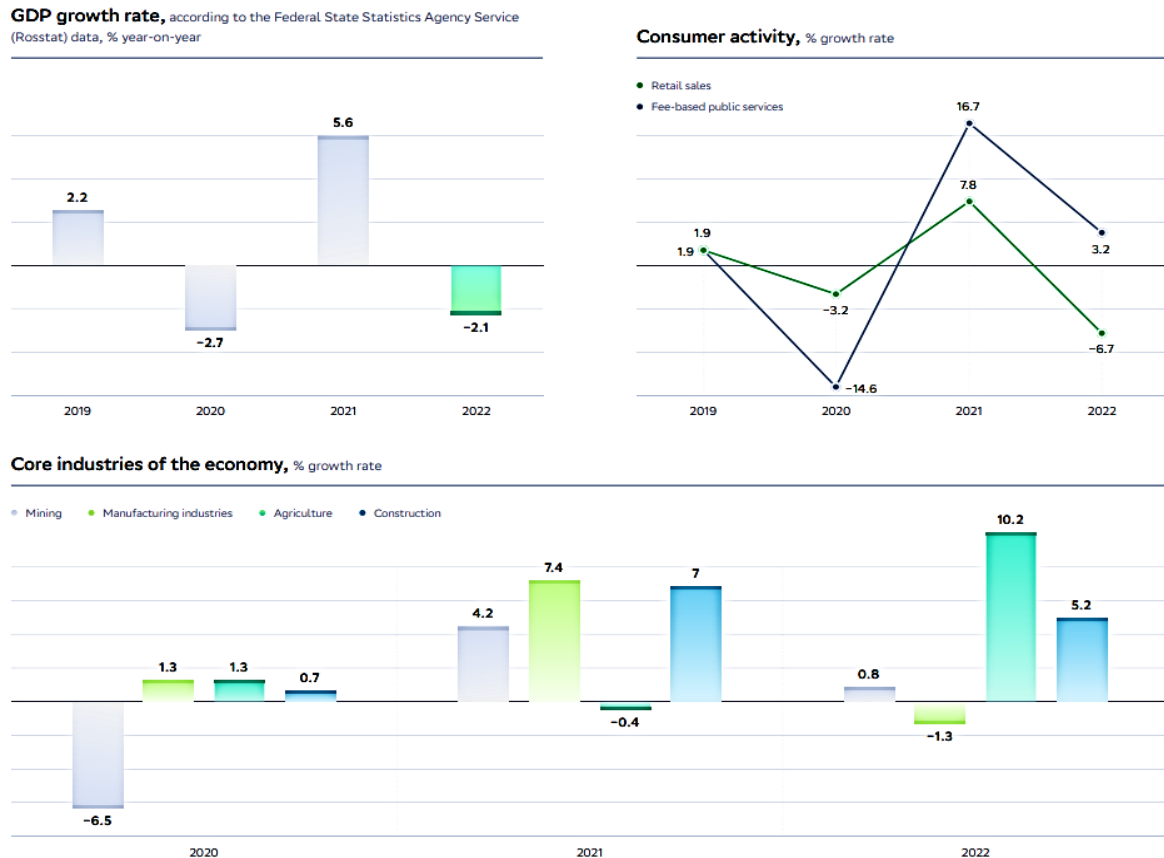 GDP growth rate, according to the Federal State Statistics Agency Service
(Rosstat) data, % year-on-year
5.6
2.2
−2.1
−2.7
2019 2020 2021 2022
Consumer activity, % growth rate
Retail sales
Fee-based public services
16.7
7.8
1.9
1.9
3.2
−3.2
−6.7
−14.6
2019 2020 2021 2022
Core industries of the economy, % growth rate
Mining Manufacturing industries Agriculture Construction
10.2
7.4
7
4.2
5.2
1.3 1.3 0.7
0.8
−0.4
−1.3
−6.5
2020 2021 2022